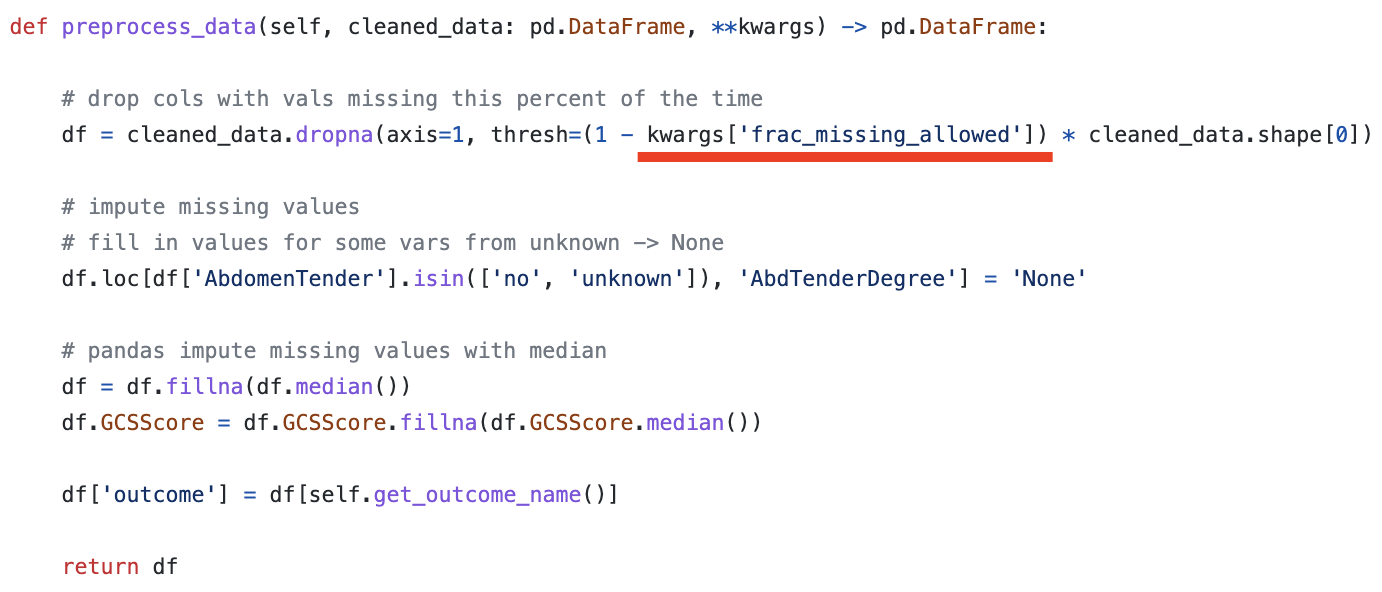 def preprocess_data(self, cleaned_data: pd.DataFrame, **kwargs) -> pd.DataFrame:
# drop cols with vals missing this percent of the time
df = cleaned_data.dropna(axis=1, thresh=(1 - kwargs['frac_missing_allowed']) * cleaned_data.shape[0])
# impute missing values
# fill in values for some vars from unknown -> None
df.loc[df['AbdomenTender'].isin(['no', 'unknown']), 'AbdTenderDegree'] = 'None'
# pandas impute missing values with median
df = df.fillna(df.median())
df.GCSScore = df.GCSScore.fillna(df.GCSScore.median())
df['outcome'] = df[self.get_outcome_name()]
return df